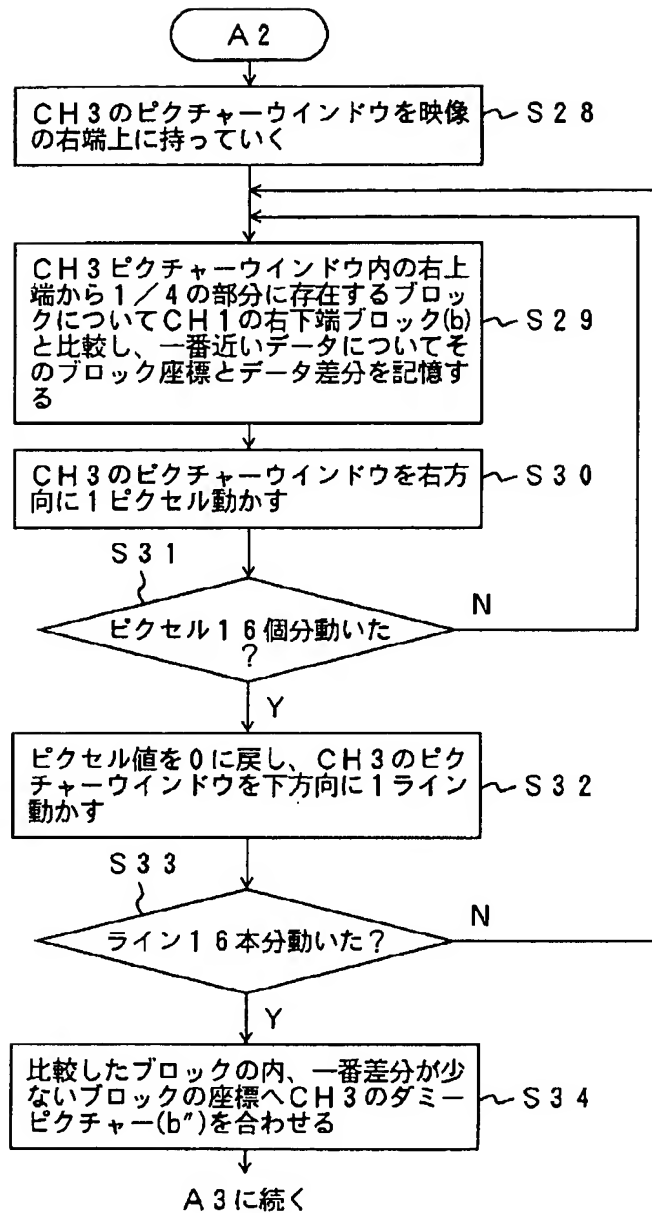 A2
CH3のピクチャーウインドウを映像
の右端上に持っていく
S28
CH3ピクチャーウインドウ内の右上
端から1/4の部分に存在するブロッ
クについてCH1の右下端ブロック(b)
と比較し、一番近いデータについてそ
のブロック座標とデータ差分を記憶す
る
S29
CH3のピクチャーウインドウを右方
向に1ピクセル動かす
S30
S31
ピクセル16個分動いた
?
N
Y
ピクセル値を0に戻し、CH3のピク
チャーウインドウを下方向に1ライン
動かす
S32
S33
ライン16本分動いた?
N
Y
比較したブロックの内、一番差分が少
ないブロックの座標へCH3のダミー
ピクチャー(b″)を合わせる
S34
A3に続く